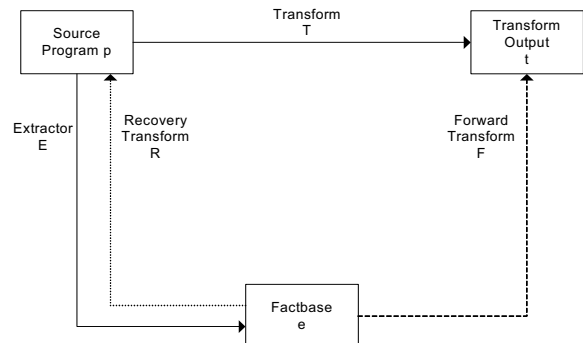 Source
Program p
Transform
T
Transform
Output
t
Extractor
E
Recovery
Transform
R
Forward
Transform
F
Factbase
e